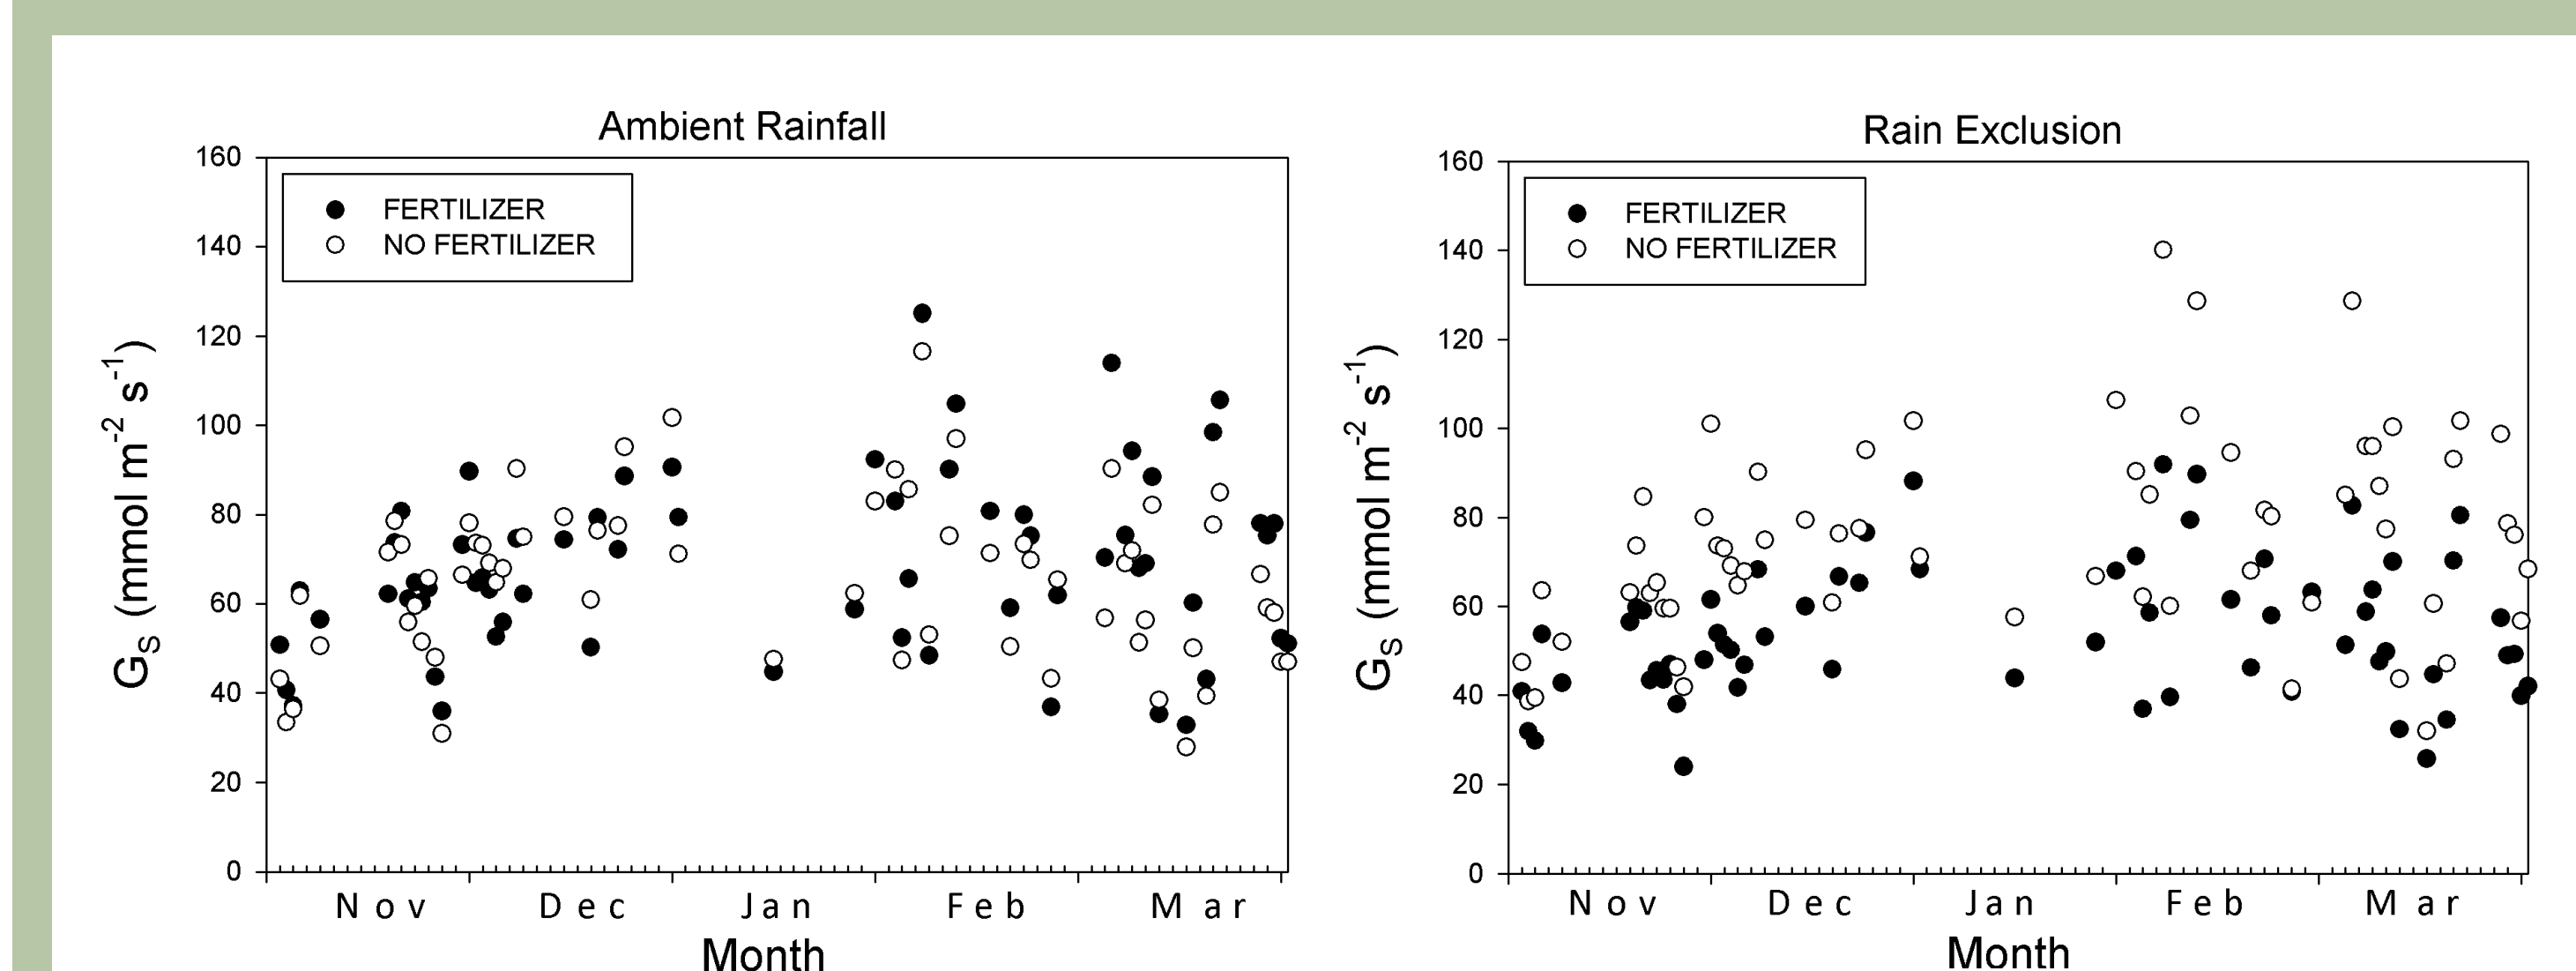 Ambient Rainfall
160
140
120
100
80
60
40
20
0
G_S (mmol m^-2 s^-1)
FERTILIZER
NO FERTILIZER
Nov Dec Jan Feb Mar
Month
Rain Exclusion
160
140
120
100
80
60
40
20
0
G_S (mmol m^-2 s^-1)
FERTILIZER
NO FERTILIZER
Nov Dec Jan Feb Mar
Month